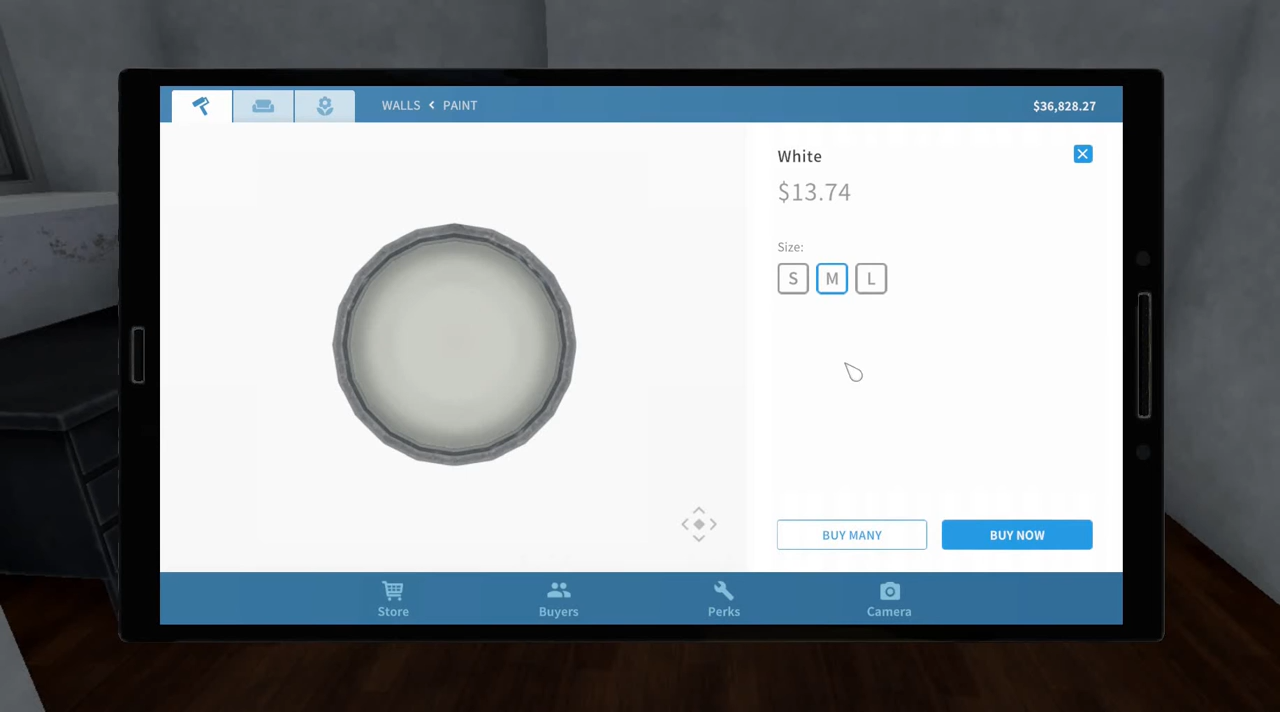 WALLS < PAINT
$36,828.27
White
$13.74
Size:
S M L
BUY MANY
BUY NOW
Store
Buyers
Perks
Camera